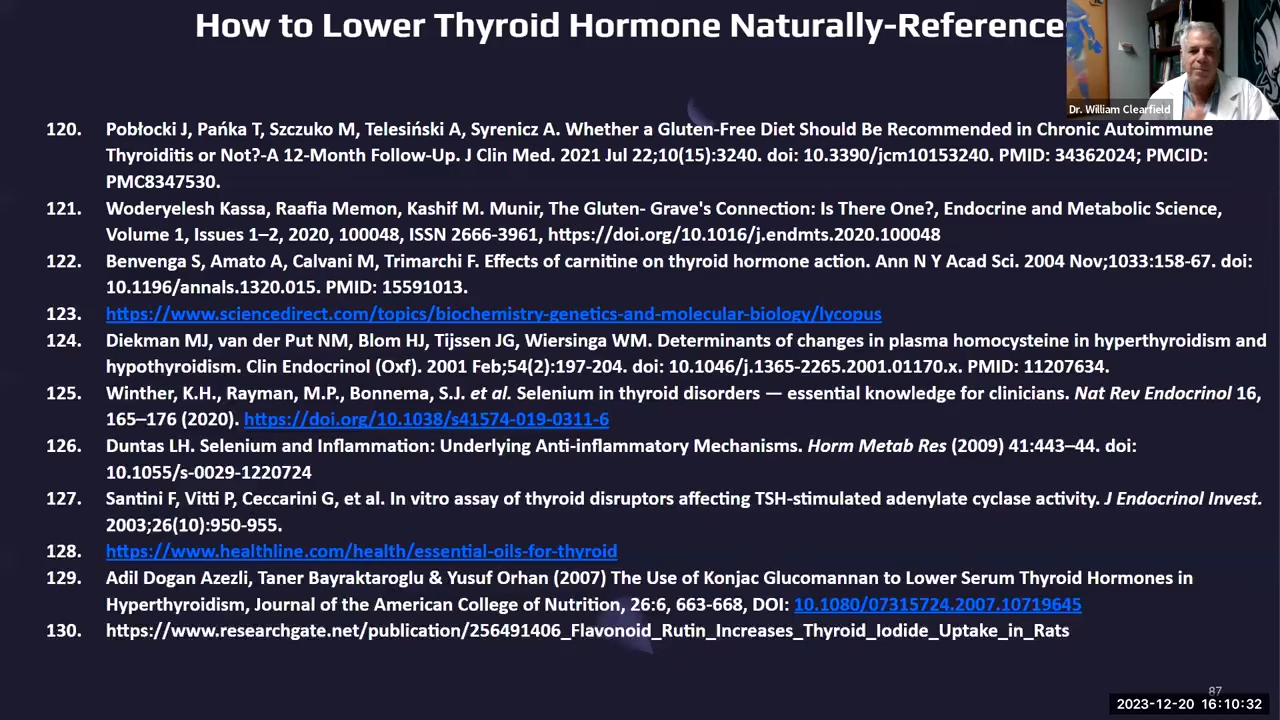 How to Lower Thyroid Hormone Naturally-Reference
Dr. William Clearfield
120. Pobłocki J, Pańka T, Szczuko M, Telesiński A, Syrenicz A. Whether a Gluten-Free Diet Should Be Recommended in Chronic Autoimmune
Thyroiditis or Not?-A 12-Month Follow-Up. J Clin Med. 2021 Jul 22;10(15):3240. doi: 10.3390/jcm10153240. PMID: 34362024; PMCID:
PMC8347530.
121. Woderyelesh Kassa, Raafia Memon, Kashif M. Munir, The Gluten- Grave's Connection: Is There One?, Endocrine and Metabolic Science,
Volume 1, Issues 1–2, 2020, 100048, ISSN 2666-3961, https://doi.org/10.1016/j.endmts.2020.100048
122. Benvenga S, Amato A, Calvani M, Trimarchi F. Effects of carnitine on thyroid hormone action. Ann N Y Acad Sci. 2004 Nov;1033:158-67. doi:
10.1196/annals.1320.015. PMID: 15591013.
123. https://www.sciencedirect.com/topics/biochemistry-genetics-and-molecular-biology/lycopus
124. Diekman MJ, van der Put NM, Blom HJ, Tijssen JG, Wiersinga WM. Determinants of changes in plasma homocysteine in hyperthyroidism and
hypothyroidism. Clin Endocrinol (Oxf). 2001 Feb;54(2):197-204. doi: 10.1046/j.1365-2265.2001.01170.x. PMID: 11207634.
125. Winther, K.H., Rayman, M.P., Bonnema, S.J. et al. Selenium in thyroid disorders — essential knowledge for clinicians. Nat Rev Endocrinol 16,
165–176 (2020). https://doi.org/10.1038/s41574-019-0311-6
126. Duntas LH. Selenium and Inflammation: Underlying Anti-inflammatory Mechanisms. Horm Metab Res (2009) 41:443–44. doi:
10.1055/s-0029-1220724
127. Santini F, Vitti P, Ceccarini G, et al. In vitro assay of thyroid disruptors affecting TSH-stimulated adenylate cyclase activity. J Endocrinol Invest.
2003;26(10):950-955.
128. https://www.healthline.com/health/essential-oils-for-thyroid
129. Adil Dogan Azezli, Taner Bayraktaroglu & Yusuf Orhan (2007) The Use of Konjac Glucomannan to Lower Serum Thyroid Hormones in
Hyperthyroidism, Journal of the American College of Nutrition, 26:6, 663-668, DOI: 10.1080/07315724.2007.10719645
130. https://www.researchgate.net/publication/256491406_Flavonoid_Rutin_Increases_Thyroid_Iodide_Uptake_in_Rats
87
2023-12-20 16:10:32